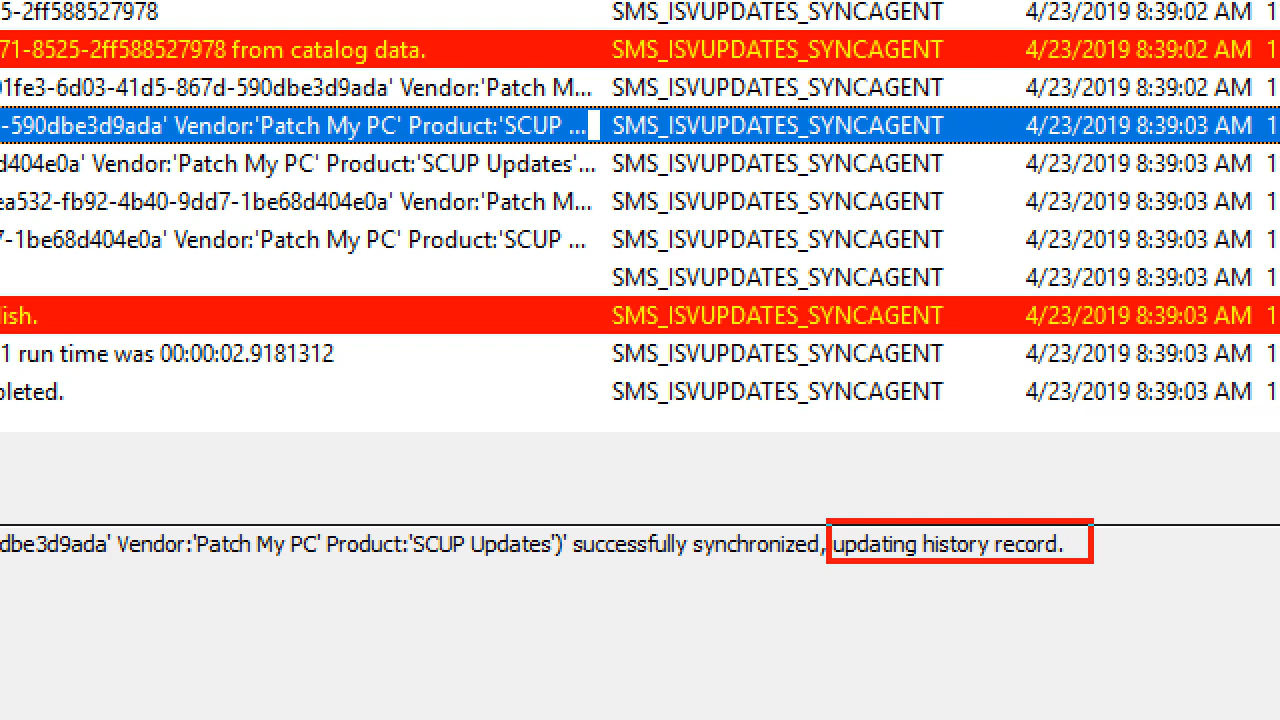 5-2ff588527978 SMS_ISVUPDATES_SYNCAGENT 4/23/2019 8:39:02 AM 1
71-8525-2ff588527978 from catalog data. SMS_ISVUPDATES_SYNCAGENT 4/23/2019 8:39:02 AM 1
1fe3-6d03-41d5-867d-590dbe3d9ada' Vendor:'Patch M... SMS_ISVUPDATES_SYNCAGENT 4/23/2019 8:39:02 AM 1
-590dbe3d9ada' Vendor:'Patch My PC' Product:'SCUP ... SMS_ISVUPDATES_SYNCAGENT 4/23/2019 8:39:03 AM 1
d404e0a' Vendor:'Patch My PC' Product:'SCUP Updates'... SMS_ISVUPDATES_SYNCAGENT 4/23/2019 8:39:03 AM 1
ea532-fb92-4b40-9dd7-1be68d404e0a' Vendor:'Patch M... SMS_ISVUPDATES_SYNCAGENT 4/23/2019 8:39:03 AM 1
7-1be68d404e0a' Vendor:'Patch My PC' Product:'SCUP ... SMS_ISVUPDATES_SYNCAGENT 4/23/2019 8:39:03 AM 1
SMS_ISVUPDATES_SYNCAGENT 4/23/2019 8:39:03 AM 1
lish. SMS_ISVUPDATES_SYNCAGENT 4/23/2019 8:39:03 AM 1
1 run time was 00:00:02.9181312 SMS_ISVUPDATES_SYNCAGENT 4/23/2019 8:39:03 AM 1
pleted. SMS_ISVUPDATES_SYNCAGENT 4/23/2019 8:39:03 AM 1
dbe3d9ada' Vendor:'Patch My PC' Product:'SCUP Updates')' successfully synchronized, updating history record.